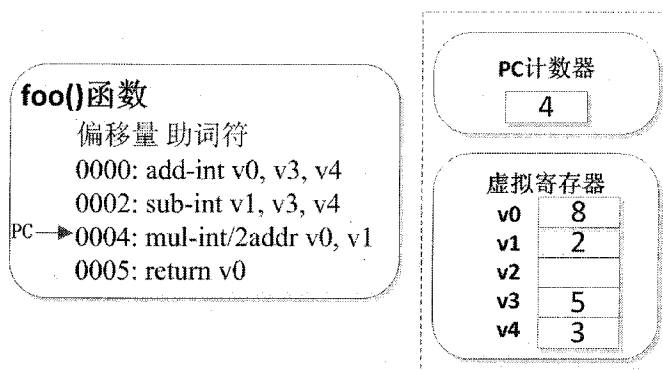 foo()函数
偏移量 助词符
0000: add-int v0, v3, v4
0002: sub-int v1, v3, v4
PC
0004: mul-int/2addr v0, v1
0005: return v0
PC计数器
4
虚拟寄存器
v0 8
v1 2
v2
v3 5
v4 3